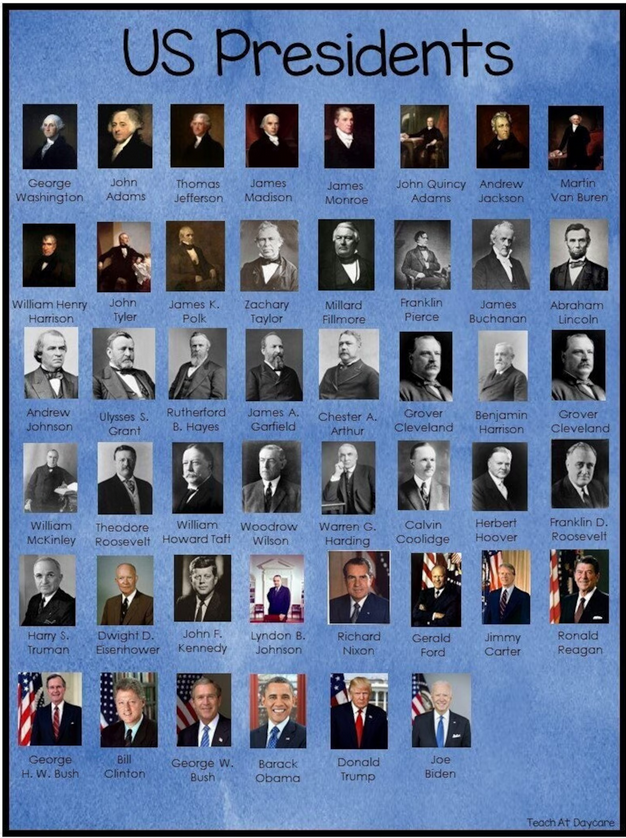 US Presidents
George
Washington
John
Adams
Thomas
Jefferson
James
Madison
James
Monroe
John Quincy
Adams
Andrew
Jackson
Martin
Van Buren
William Henry
Harrison
John
Tyler
James K.
Polk
Zachary
Taylor
Millard
Fillmore
Franklin
Pierce
James
Buchanan
Abraham
Lincoln
Andrew
Johnson
Ulysses S.
Grant
Rutherford
B. Hayes
James A.
Garfield
Chester A.
Arthur
Grover
Cleveland
Benjamin
Harrison
Grover
Cleveland
William
McKinley
Theodore
Roosevelt
William
Howard Taft
Woodrow
Wilson
Warren G.
Harding
Calvin
Coolidge
Herbert
Hoover
Franklin D.
Roosevelt
Harry S.
Truman
Dwight D.
Eisenhower
John F.
Kennedy
Lyndon B.
Johnson
Richard
Nixon
Gerald
Ford
Jimmy
Carter
Ronald
Reagan
George
H. W. Bush
Bill
Clinton
George W.
Bush
Barack
Obama
Donald
Trump
Joe
Biden
Teach At Daycare